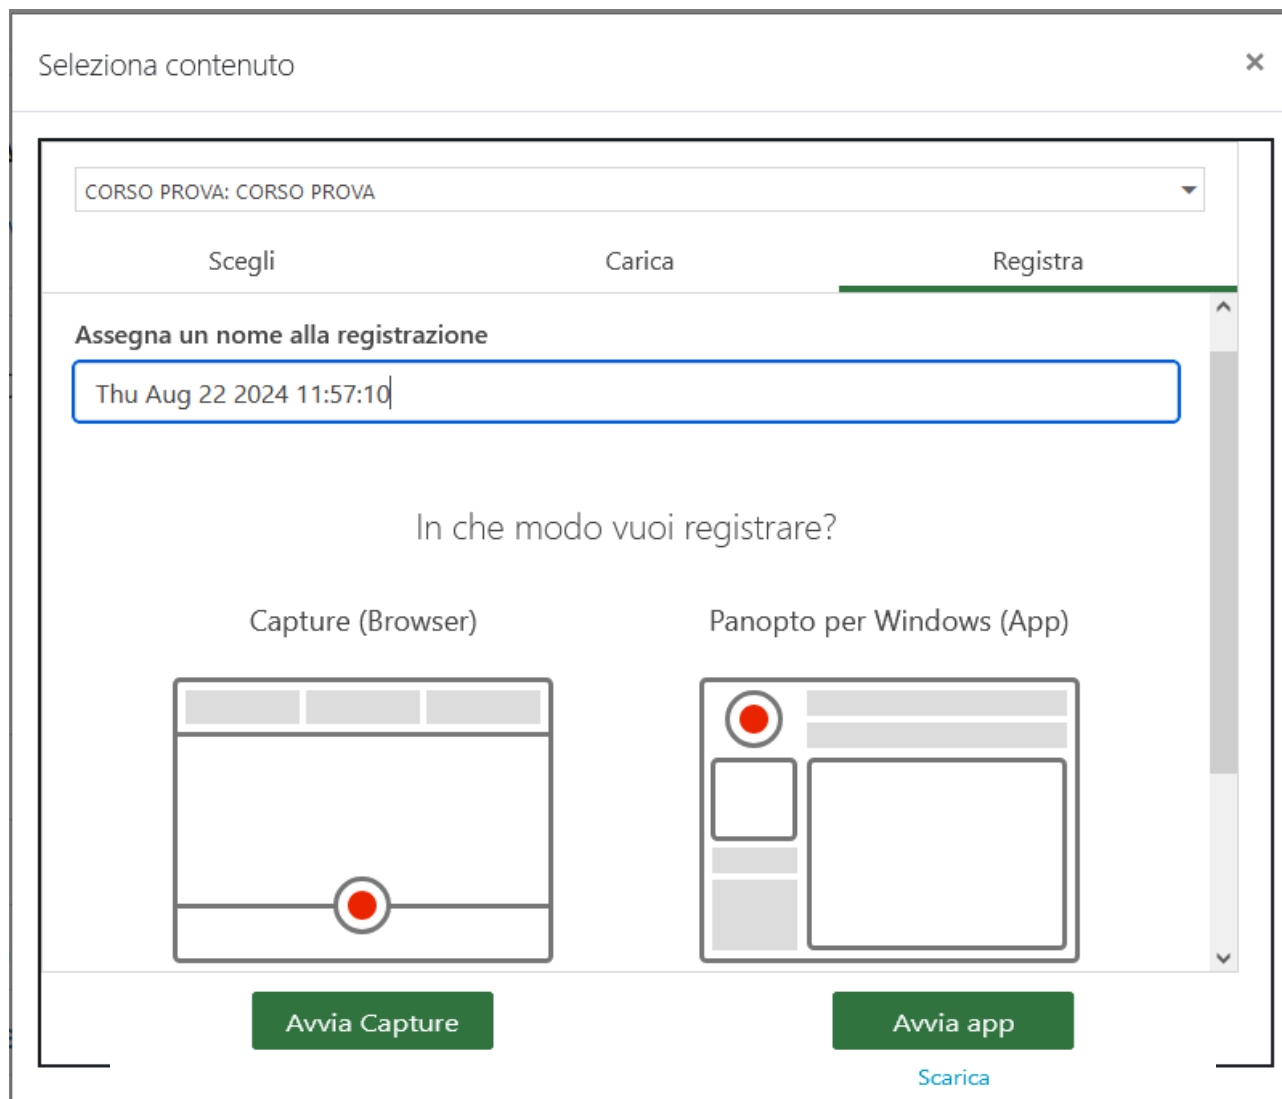 Seleziona contenuto
×
CORSO PROVA: CORSO PROVA
Scegli Carica Registra
Assegna un nome alla registrazione
Thu Aug 22 2024 11:57:10
In che modo vuoi registrare?
Capture (Browser) Panopto per Windows (App)
Avvia Capture Avvia app
Scarica